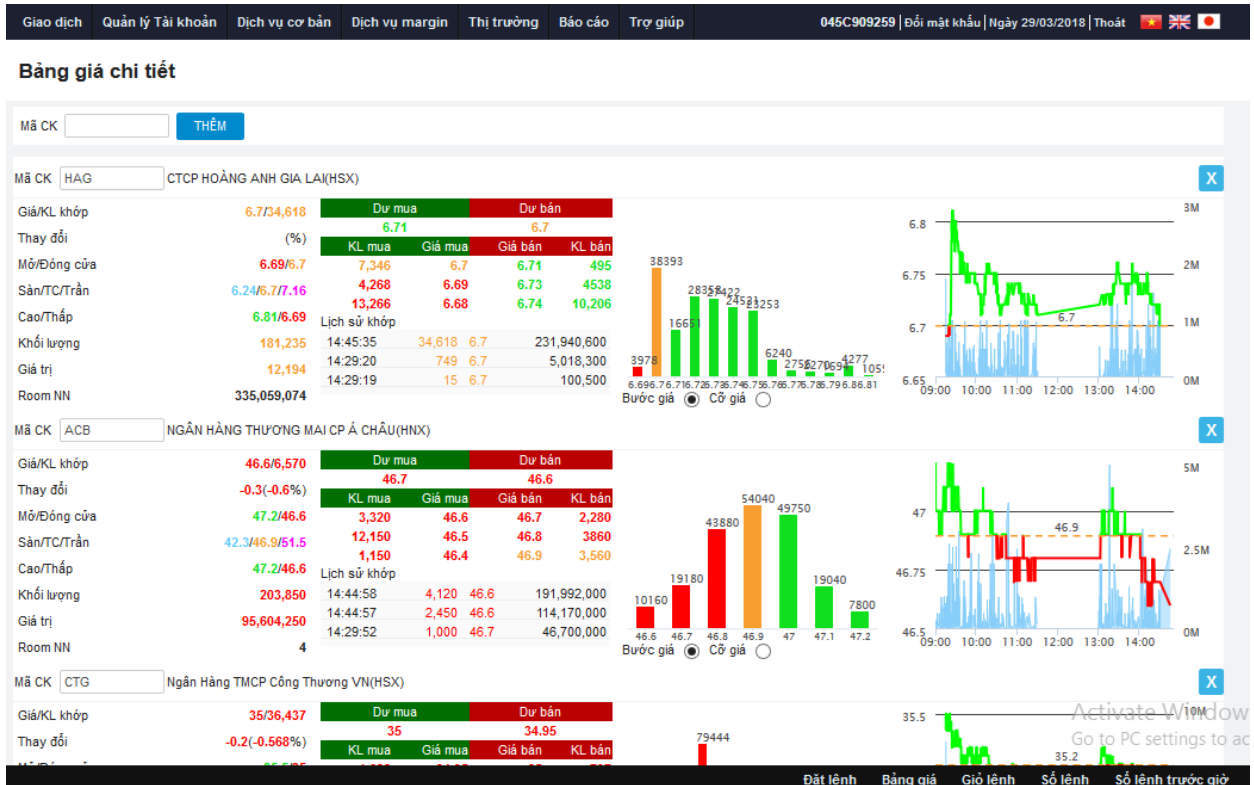 Giao dịch Quản lý Tài khoản Dịch vụ cơ bản Dịch vụ margin Thị trường Báo cáo Trợ giúp 045C909259 | Đổi mật khẩu | Ngày 29/03/2018 | Thoát
Bảng giá chi tiết
Mã CK THÊM
Mã CK HAG CTCP HOÀNG ANH GIA LAI(HSX) X
Giá/KL khớp 6.7/34,618
Thay đổi (%)
Mở/Đóng cửa 6.69/6.7
Sàn/TC/Trần 6.24/6.7/7.16
Cao/Thấp 6.81/6.69
Khối lượng 181,235
Giá trị 12,194
Room NN 335,059,074
Dư mua Dư bán
6.71 6.7
KL mua Giá mua Giá bán KL bán
7,346 6.7 6.71 495
4,268 6.69 6.73 4538
13,266 6.68 6.74 10,206
Lịch sử khớp
14:45:35 34,618 6.7 231,940,600
14:29:20 749 6.7 5,018,300
14:29:19 15 6.7 100,500
3978 38393 16651 23253 6240 4277
Bước giá Cỡ giá
6.8 6.75 6.7 6.65
6.7
3M 2M 1M 0M
09:00 10:00 11:00 12:00 13:00 14:00
Mã CK ACB NGÂN HÀNG THƯƠNG MẠI CP Á CHÂU(HNX) X
Giá/KL khớp 46.6/6,570
Thay đổi -0.3(-0.6%)
Mở/Đóng cửa 47.2/46.6
Sàn/TC/Trần 42.3/46.9/51.5
Cao/Thấp 47.2/46.6
Khối lượng 203,850
Giá trị 95,604,250
Room NN 4
Dư mua Dư bán
46.7 46.6
KL mua Giá mua Giá bán KL bán
3,320 46.6 46.7 2,280
12,150 46.5 46.8 3860
1,150 46.4 46.9 3,560
Lịch sử khớp
14:44:58 4,120 46.6 191,992,000
14:44:57 2,450 46.6 114,170,000
14:29:52 1,000 46.7 46,700,000
10160 19180 43880 54040 49750 19040 7800
46.6 46.7 46.8 46.9 47 47.1 47.2
Bước giá Cỡ giá
47 46.75 46.5
46.9
5M 2.5M 0M
09:00 10:00 11:00 12:00 13:00 14:00
Mã CK CTG Ngân Hàng TMCP Công Thương VN(HSX) X
Giá/KL khớp 35/36,437
Thay đổi -0.2(-0.568%)
Dư mua Dư bán
35 34.95
KL mua Giá mua Giá bán KL bán
79444
35.5
35.2
10M
Activate Window
Go to PC settings to ac
Đặt lệnh Bảng giá Giỏ lệnh Sổ lệnh Sổ lệnh trước giờ